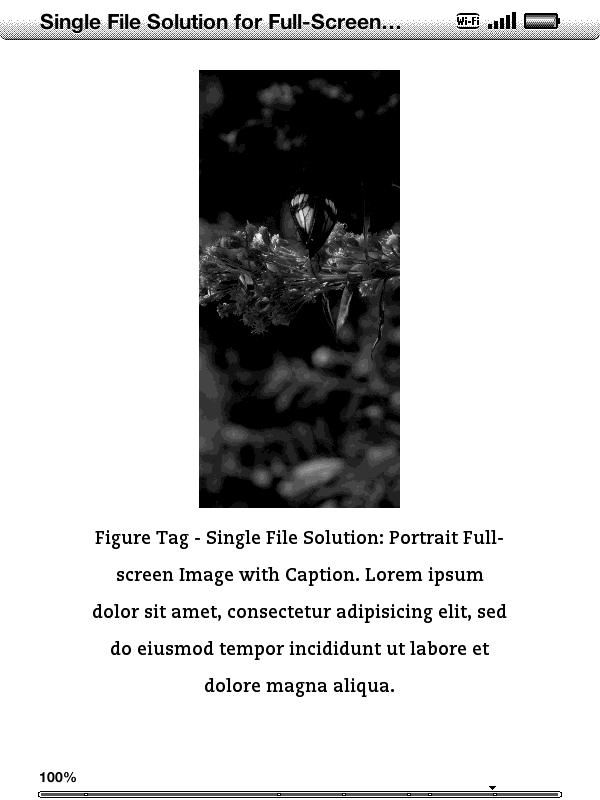 Single File Solution for Full-Screen...
Wi-Fi
Figure Tag - Single File Solution: Portrait Full-
screen Image with Caption. Lorem ipsum
dolor sit amet, consectetur adipisicing elit, sed
do eiusmod tempor incididunt ut labore et
dolore magna aliqua.
100%